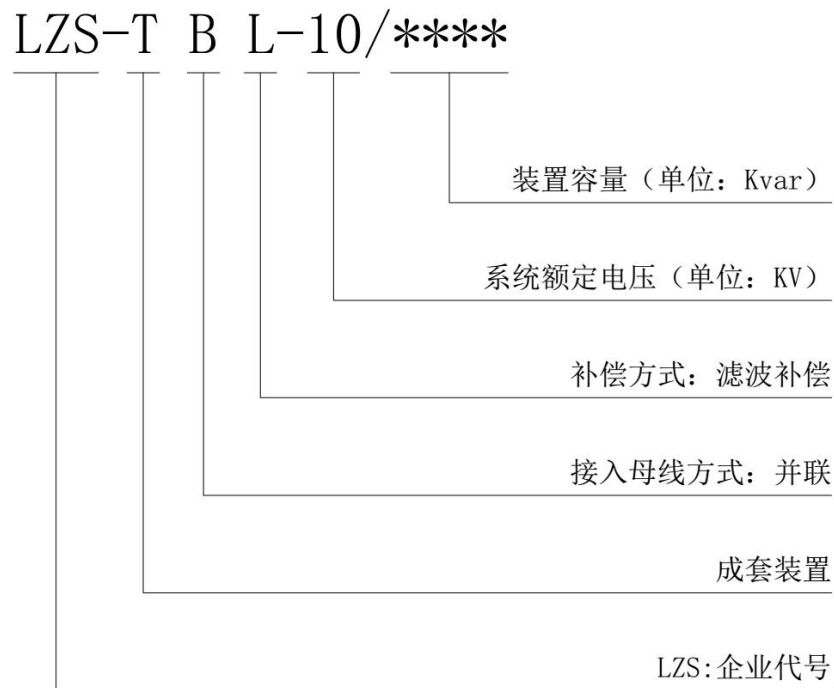 LZS-T B L-10/****
装置容量（单位：Kvar）
系统额定电压（单位：KV）
补偿方式：滤波补偿
接入母线方式：并联
成套装置
LZS:企业代号